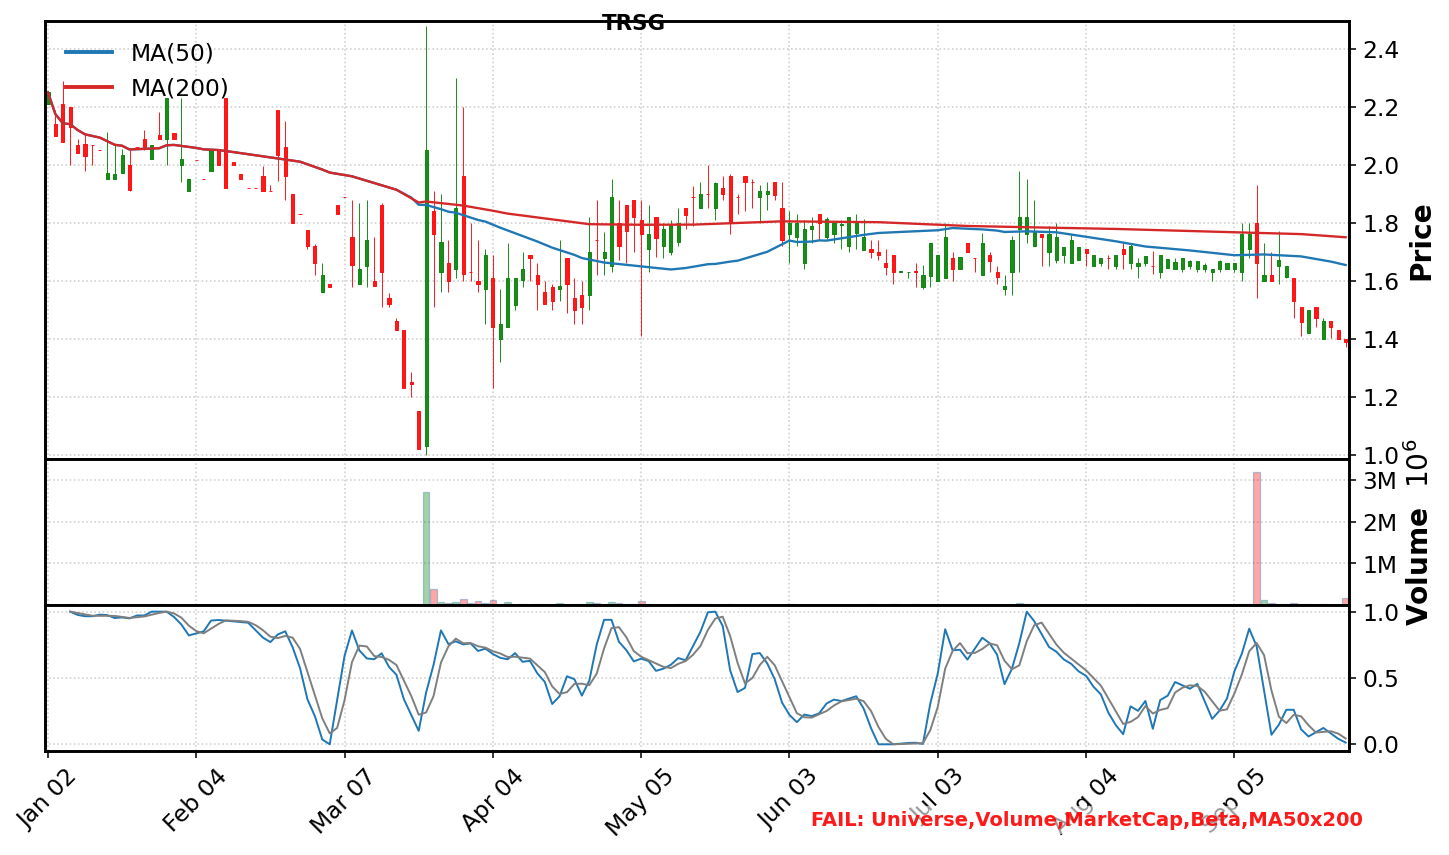 TRSG
MA(50)
MA(200)
2.4
2.2
2.0
1.8
1.6
1.4
1.2
1.0
Price
3M
2M
1M
Volume 10^6
1.0
0.5
0.0
Jan 02
Feb 04
Mar 07
Apr 04
May 05
Jun 03
Jul 03
Aug 04
Sep 05
FAIL: Universe,Volume,MarketCap,Beta,MA50x200